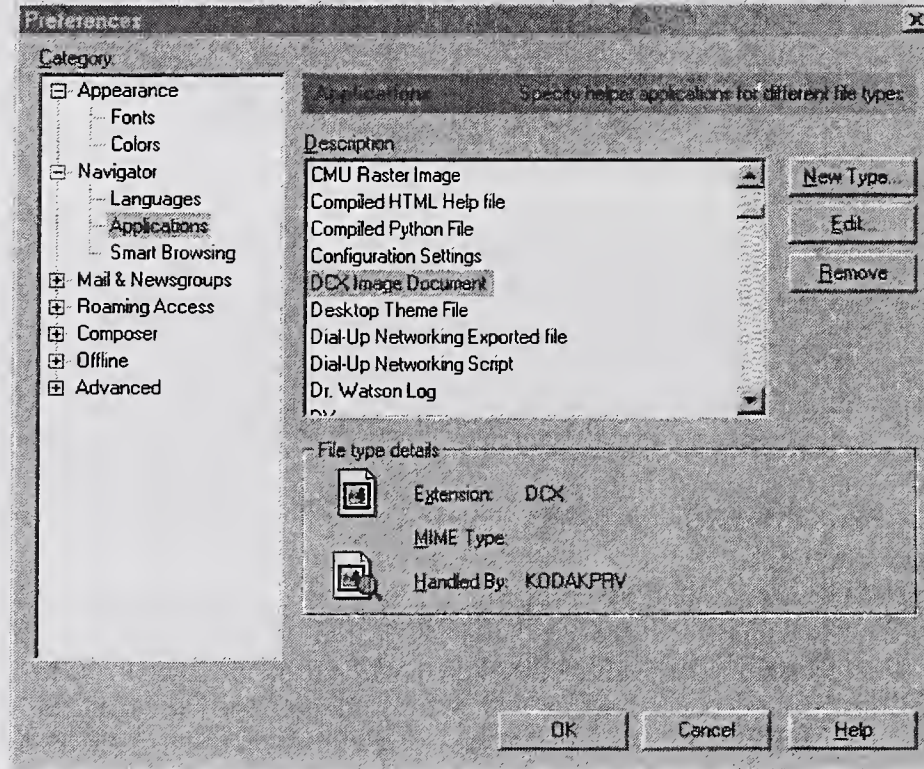 Preferences
Category:
Appearance
Fonts
Colors
Navigator
Languages
Applications
Smart Browsing
Mail & Newsgroups
Roaming Access
Composer
Offline
Advanced
Applications Specify helper applications for different file types
Description
CMU Raster Image
Compiled HTML Help file
Compiled Python File
Configuration Settings
DCX Image Document
Desktop Theme File
Dial-Up Networking Exported file
Dial-Up Networking Script
Dr. Watson Log
New Type...
Edit...
Remove
File type details
Extension: DCX
MIME Type:
Handled By: KODAKPRV
OK Cancel Help